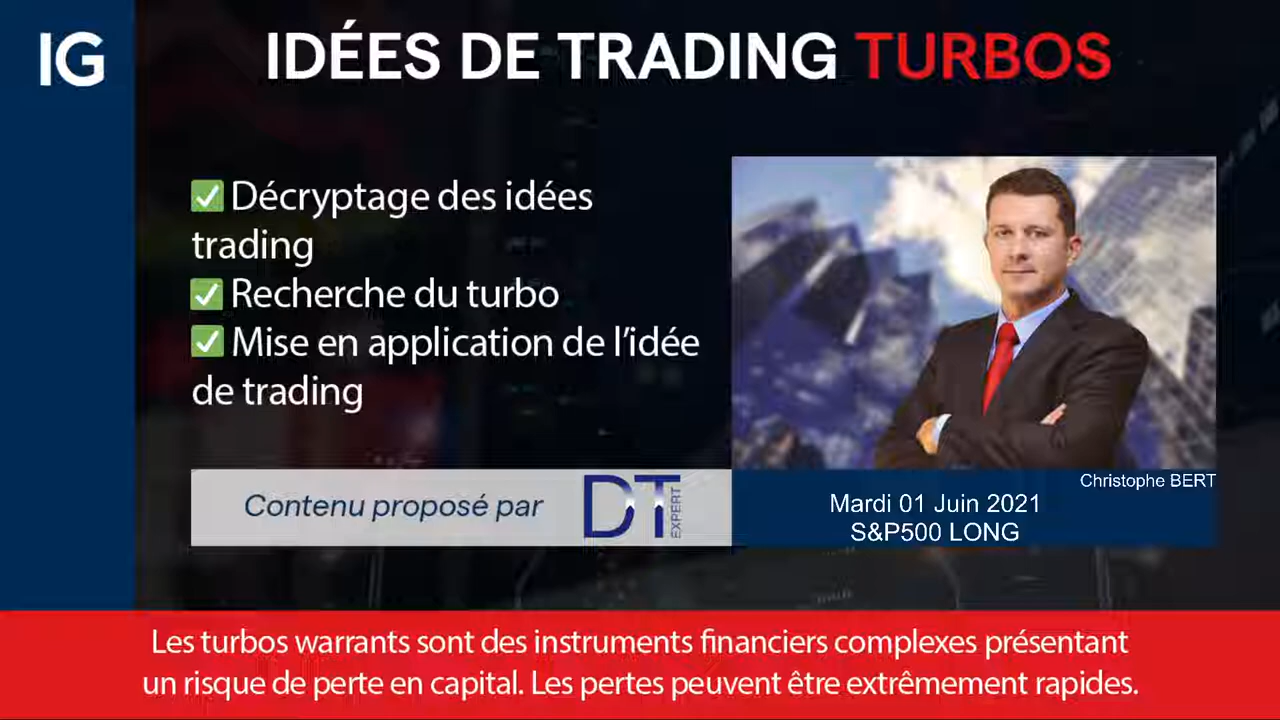 IG
IDÉES DE TRADING TURBOS
✅ Décryptage des idées
trading
✅ Recherche du turbo
✅ Mise en application de l’idée
de trading
Contenu proposé par
DT EXPERT
Christophe BERT
Mardi 01 Juin 2021
S&P500 LONG
Les turbos warrants sont des instruments financiers complexes présentant
un risque de perte en capital. Les pertes peuvent être extrêmement rapides.